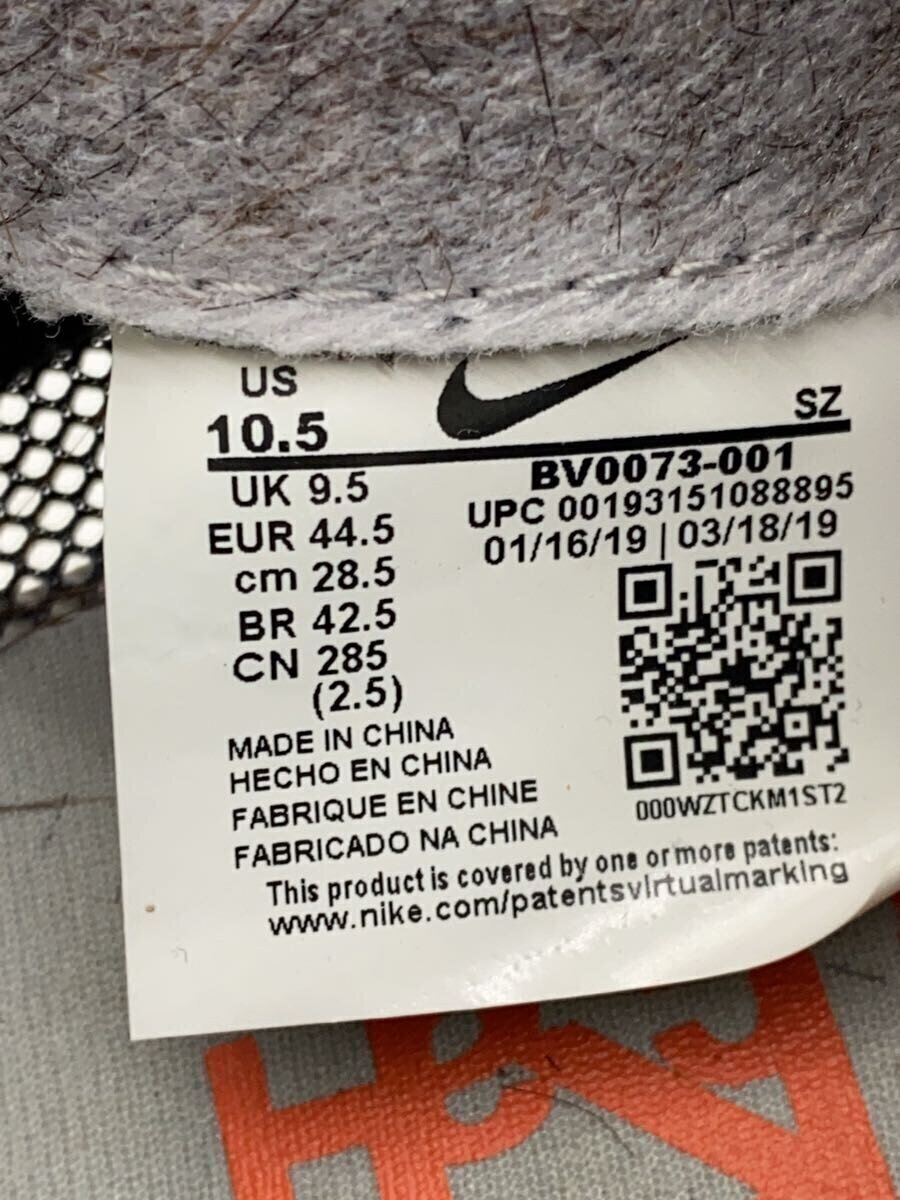 US
10.5
SZ
UK 9.5
EUR 44.5
cm 28.5
BR 42.5
CN 285
(2.5)
BV0073-001
UPC 00193151088895
01/16/19 | 03/18/19
000WZTCKM1ST2
MADE IN CHINA
HECHO EN CHINA
FABRIQUE EN CHINE
FABRICADO NA CHINA
This product is covered by one or more patents:
www.nike.com/patentsvirtualmarking